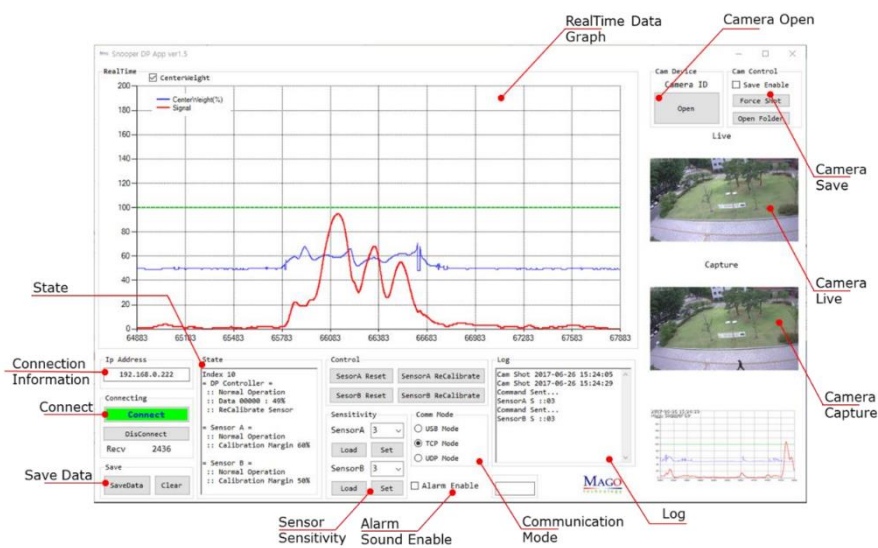 RealTime Data
Graph
Camera Open
Snooper DP App ver1.5
RealTime
CenterWeight
CenterWeight(%)
Signal
200
180
160
140
120
100
80
60
40
20
0
64883 65183 65483 65783 66083 66383 66683 66983 67283 67583 67883
Cam Device
Camera ID
Open
Cam Control
Save Enable
Force Shot
Open Folder
Live
Camera
Save
Camera
Live
Capture
Camera
Capture
State
Connection
Information
Connect
Save Data
Ip Address
192.168.0.222
Connecting
Connect
DisConnect
Recv 2436
Save
SaveData Clear
State
Index 10
= DP Controller =
:: Normal Operation
:: Data 00000 : 49%
:: ReCalibrate Sensor
= Sensor A =
:: Normal Operation
:: Calibration Margin 60%
= Sensor B =
:: Normal Operation
:: Calibration Margin 50%
Control
SesorA Reset SensorA ReCalibrate
SesorB Reset SensorB ReCalibrate
Sensitivity
SensorA 3
Load Set
SensorB 3
Load Set
Comm Mode
USB Mode
TCP Mode
UDP Mode
Alarm Enable
Log
Cam Shot 2017-06-26 15:24:05
Cam Shot 2017-06-26 15:24:29
Command Sent...
SensorA S ::03
Command Sent...
SensorB S ::03
MAGO
Sensor
Sensitivity
Alarm
Sound Enable
Communication
Mode
Log